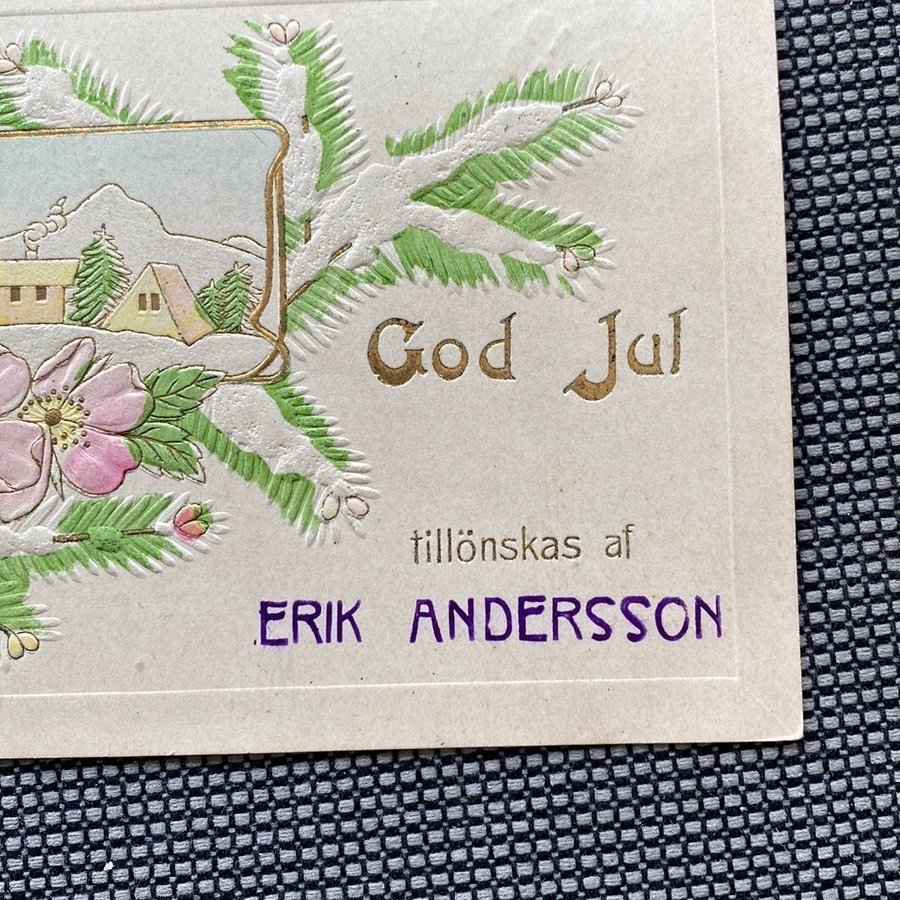 God Jul
tillönskas af
ERIK ANDERSSON